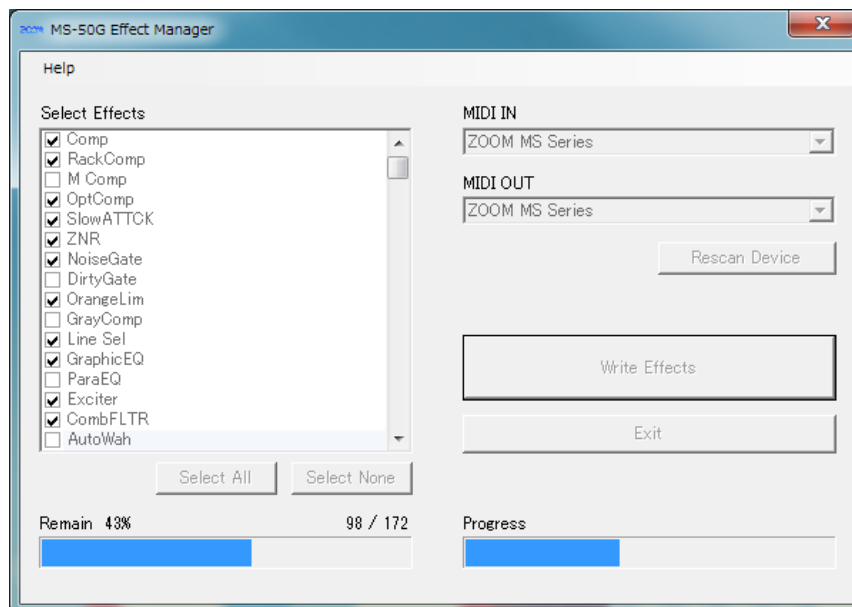 ZOOM MS-50G Effect Manager
Help
Select Effects
Comp
RackComp
M Comp
OptComp
SlowATTCK
ZNR
NoiseGate
DirtyGate
OrangeLim
GrayComp
Line Sel
GraphicEQ
ParaEQ
Exciter
CombFLTR
AutoWah
Select All
Select None
Remain 43%
98 / 172
MIDI IN
ZOOM MS Series
MIDI OUT
ZOOM MS Series
Rescan Device
Write Effects
Exit
Progress